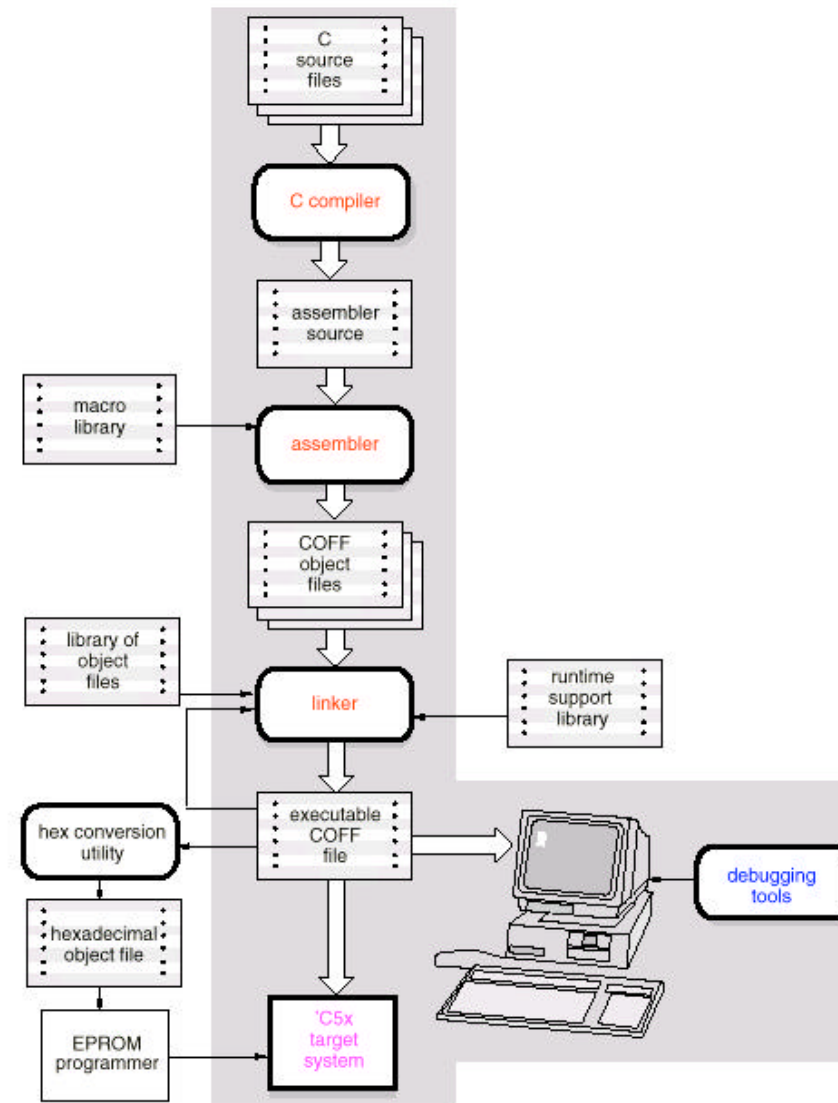 C
source
files
C compiler
assembler
source
macro
library
assembler
COFF
object
files
library of
object
files
linker
runtime
support
library
executable
COFF
file
hex conversion
utility
debugging
tools
hexadecimal
object file
'C5x
target
system
EPROM
programmer